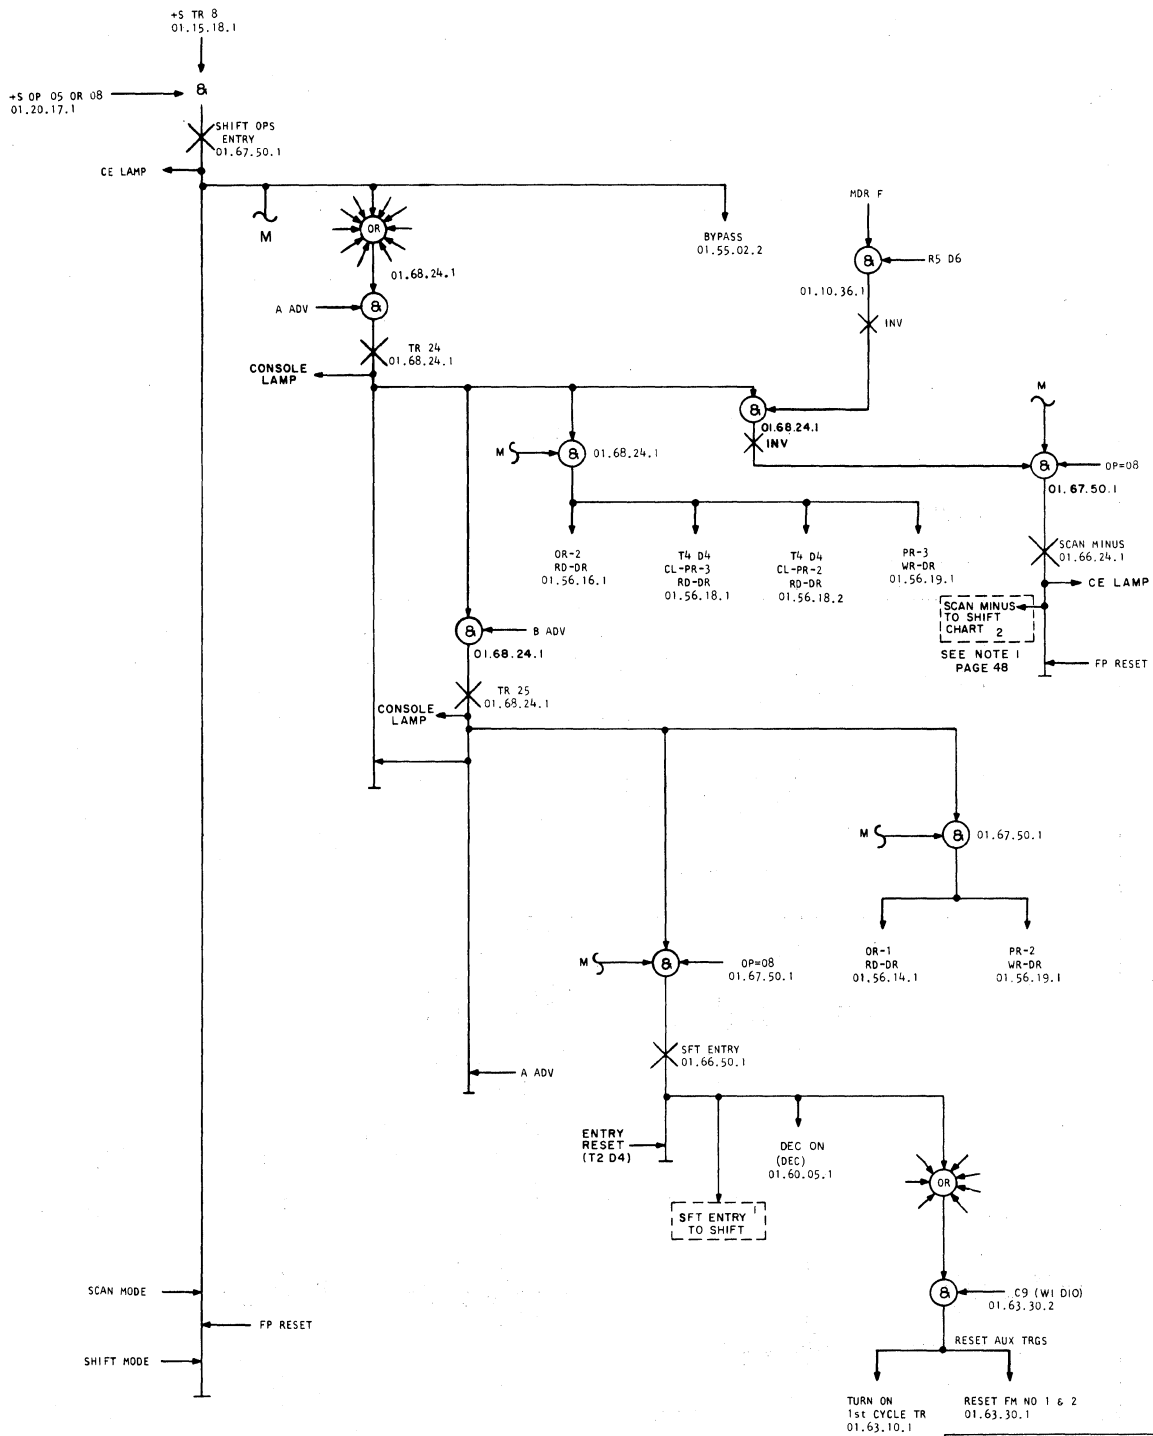 +S TR 8
01.15.18.1
&
+S OP 05 OR 08
01.20.17.1
SHIFT OPS
ENTRY
01.67.50.1
CE LAMP
M
OR
01.68.24.1
BYPASS
01.55.02.2
MDR F
&
R5 D6
01.10.36.1
INV
A ADV
&
TR 24
01.68.24.1
CONSOLE
LAMP
&
01.68.24.1
INV
M
M
&
01.68.24.1
&
OP=08
01.67.50.1
OR-2
RD-DR
01.56.16.1
T4 D4
CL-PR-3
RD-DR
01.56.18.1
T4 D4
CL-PR-2
RD-DR
01.56.18.2
PR-3
WR-DR
01.56.19.1
SCAN MINUS
01.66.24.1
CE LAMP
SCAN MINUS
TO SHIFT
CHART 2
SEE NOTE 1
PAGE 48
FP RESET
&
B ADV
01.68.24.1
TR 25
01.68.24.1
CONSOLE
LAMP
M
&
01.67.50.1
OR-1
RD-DR
01.56.14.1
PR-2
WR-DR
01.56.19.1
M
&
OP=08
01.67.50.1
SFT ENTRY
01.66.50.1
A ADV
ENTRY
RESET
(T2 D4)
DEC ON
(DEC)
01.60.05.1
OR
SFT ENTRY 1
TO SHIFT
SCAN MODE
FP RESET
SHIFT MODE
&
C9 (W1 D10)
01.63.30.2
RESET AUX TRGS
TURN ON
1st CYCLE TR
01.63.10.1
RESET FM NO 1 & 2
01.63.30.1